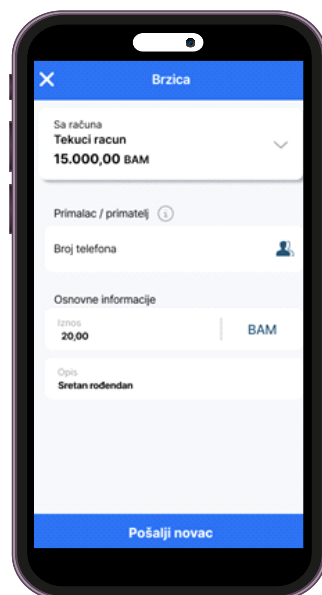 Brzica
Sa računa
Tekuci racun
15.000,00 BAM
Primalac / primatelj
Broj telefona
Osnovne informacije
Iznos
20,00
BAM
Opis
Sretan rođendan
Pošalji novac